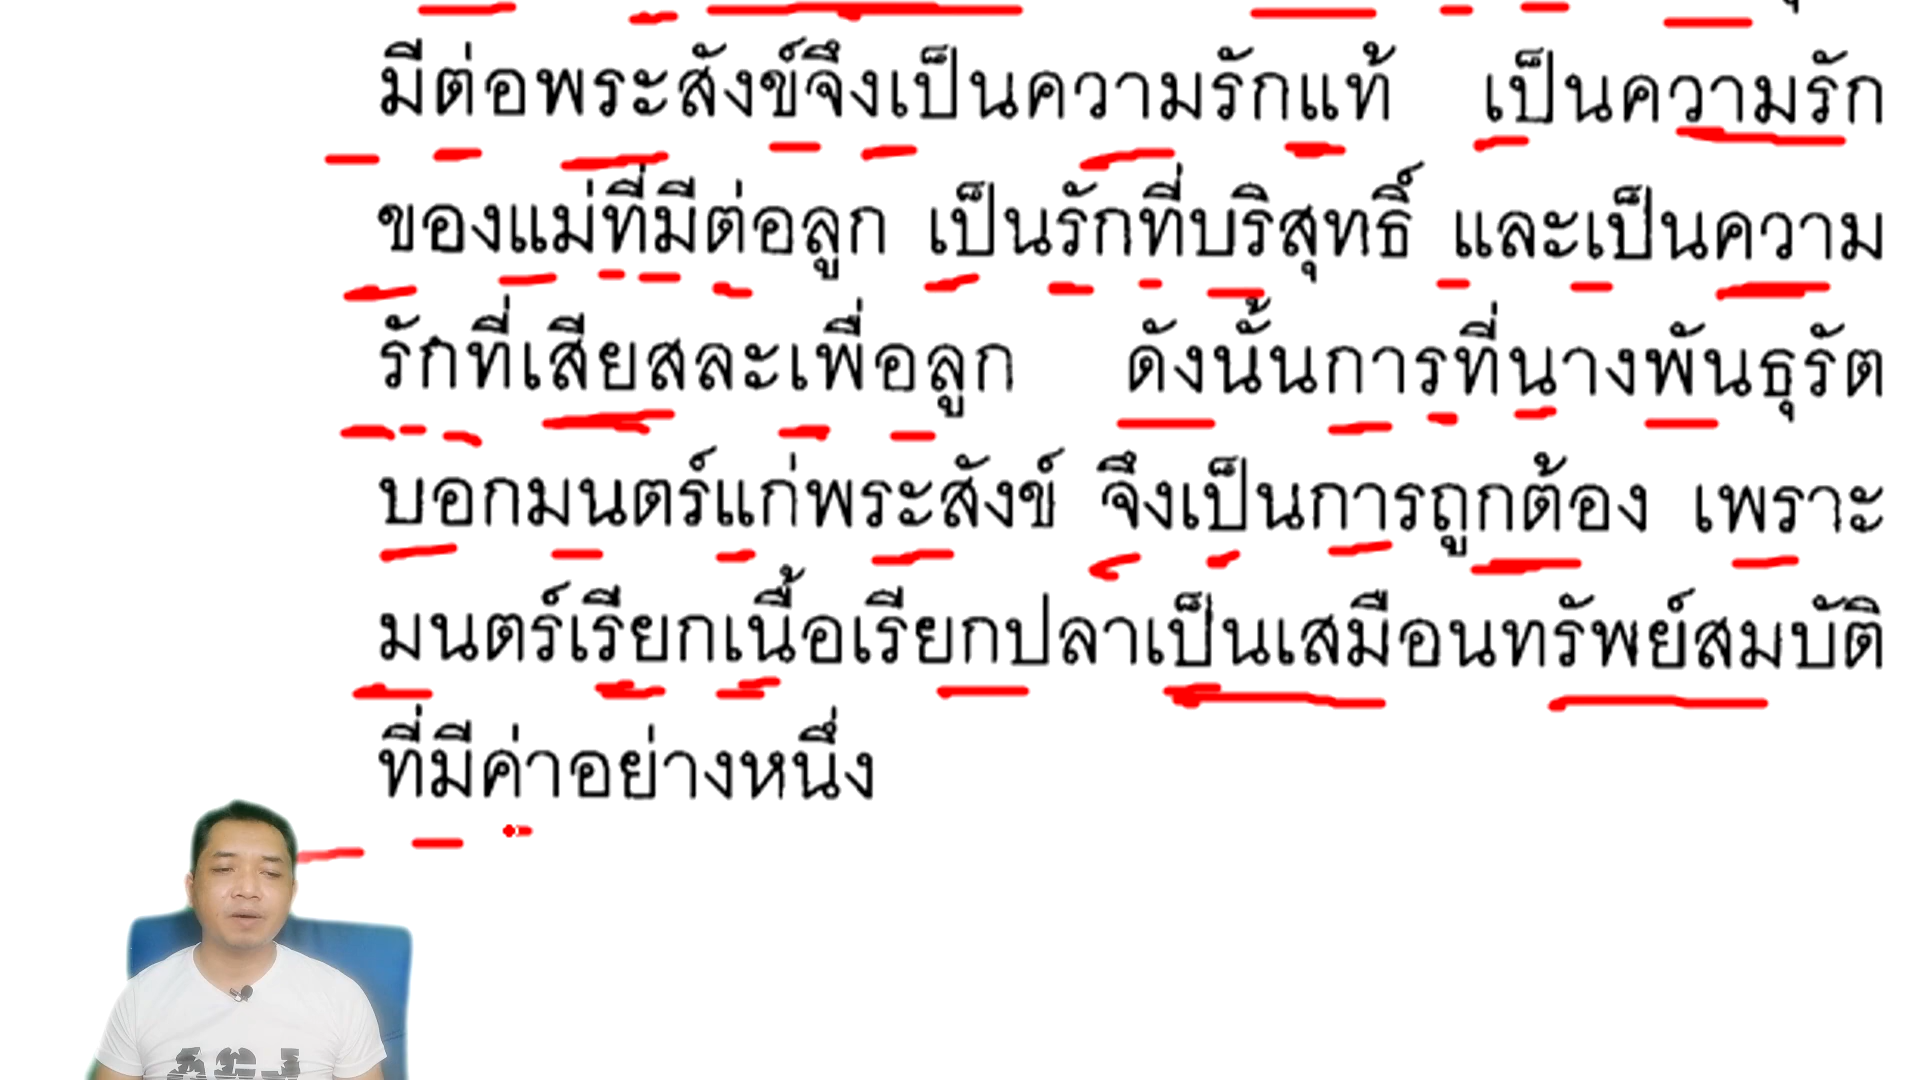 มีต่อพระสังข์จึงเป็นความรักแท้ เป็นความรัก
ของแม่ที่มีต่อลูก เป็นรักที่บริสุทธิ์ และเป็นความ
รักที่เสียสละเพื่อลูก ดังนั้นการที่นางพันธุรัต
บอกมนตร์แก่พระสังข์ จึงเป็นการถูกต้อง เพราะ
มนตร์เรียกเนื้อเรียกปลาเป็นเสมือนทรัพย์สมบัติ
ที่มีค่าอย่างหนึ่ง